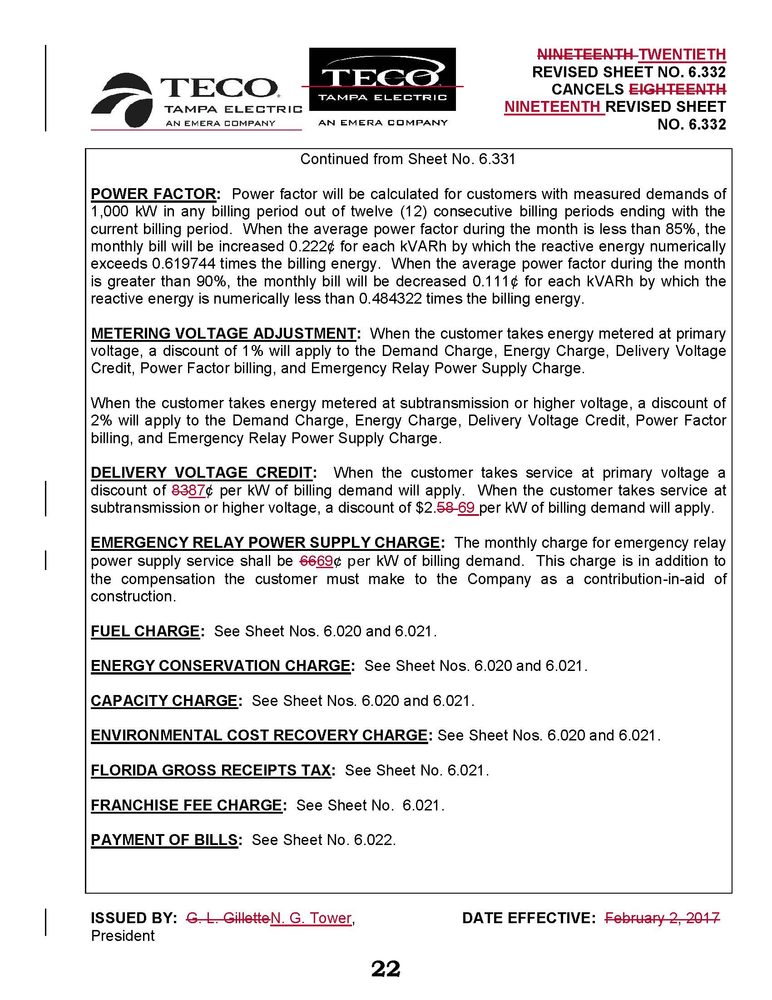 TECO.
TAMPA ELECTRIC
AN EMERA COMPANY
TECO
TAMPA ELECTRIC
AN EMERA COMPANY
NINETEENTH TWENTIETH
REVISED SHEET NO. 6.332
CANCELS EIGHTEENTH
NINETEENTH REVISED SHEET
NO. 6.332
Continued from Sheet No. 6.331
POWER FACTOR: Power factor will be calculated for customers with measured demands of
1,000 kW in any billing period out of twelve (12) consecutive billing periods ending with the
current billing period. When the average power factor during the month is less than 85%, the
monthly bill will be increased 0.222¢ for each kVARh by which the reactive energy numerically
exceeds 0.619744 times the billing energy. When the average power factor during the month
is greater than 90%, the monthly bill will be decreased 0.111¢ for each kVARh by which the
reactive energy is numerically less than 0.484322 times the billing energy.
METERING VOLTAGE ADJUSTMENT: When the customer takes energy metered at primary
voltage, a discount of 1% will apply to the Demand Charge, Energy Charge, Delivery Voltage
Credit, Power Factor billing, and Emergency Relay Power Supply Charge.
When the customer takes energy metered at subtransmission or higher voltage, a discount of
2% will apply to the Demand Charge, Energy Charge, Delivery Voltage Credit, Power Factor
billing, and Emergency Relay Power Supply Charge.
DELIVERY VOLTAGE CREDIT: When the customer takes service at primary voltage a
discount of 8387¢ per kW of billing demand will apply. When the customer takes service at
subtransmission or higher voltage, a discount of $2.58 69 per kW of billing demand will apply.
EMERGENCY RELAY POWER SUPPLY CHARGE: The monthly charge for emergency relay
power supply service shall be 6669¢ per kW of billing demand. This charge is in addition to
the compensation the customer must make to the Company as a contribution-in-aid of
construction.
FUEL CHARGE: See Sheet Nos. 6.020 and 6.021.
ENERGY CONSERVATION CHARGE: See Sheet Nos. 6.020 and 6.021.
CAPACITY CHARGE: See Sheet Nos. 6.020 and 6.021.
ENVIRONMENTAL COST RECOVERY CHARGE: See Sheet Nos. 6.020 and 6.021.
FLORIDA GROSS RECEIPTS TAX: See Sheet No. 6.021.
FRANCHISE FEE CHARGE: See Sheet No. 6.021.
PAYMENT OF BILLS: See Sheet No. 6.022.
ISSUED BY: G. L. GilletteN. G. Tower, DATE EFFECTIVE: February 2, 2017
President
22